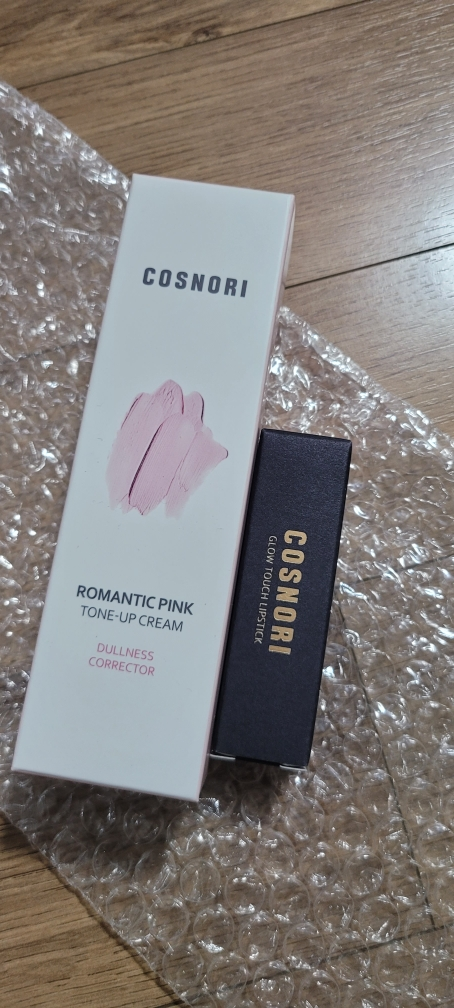 COSNORI
ROMANTIC PINK
TONE-UP CREAM
DULLNESS
CORRECTOR
COSNORI
GLOW TOUCH LIPSTICK